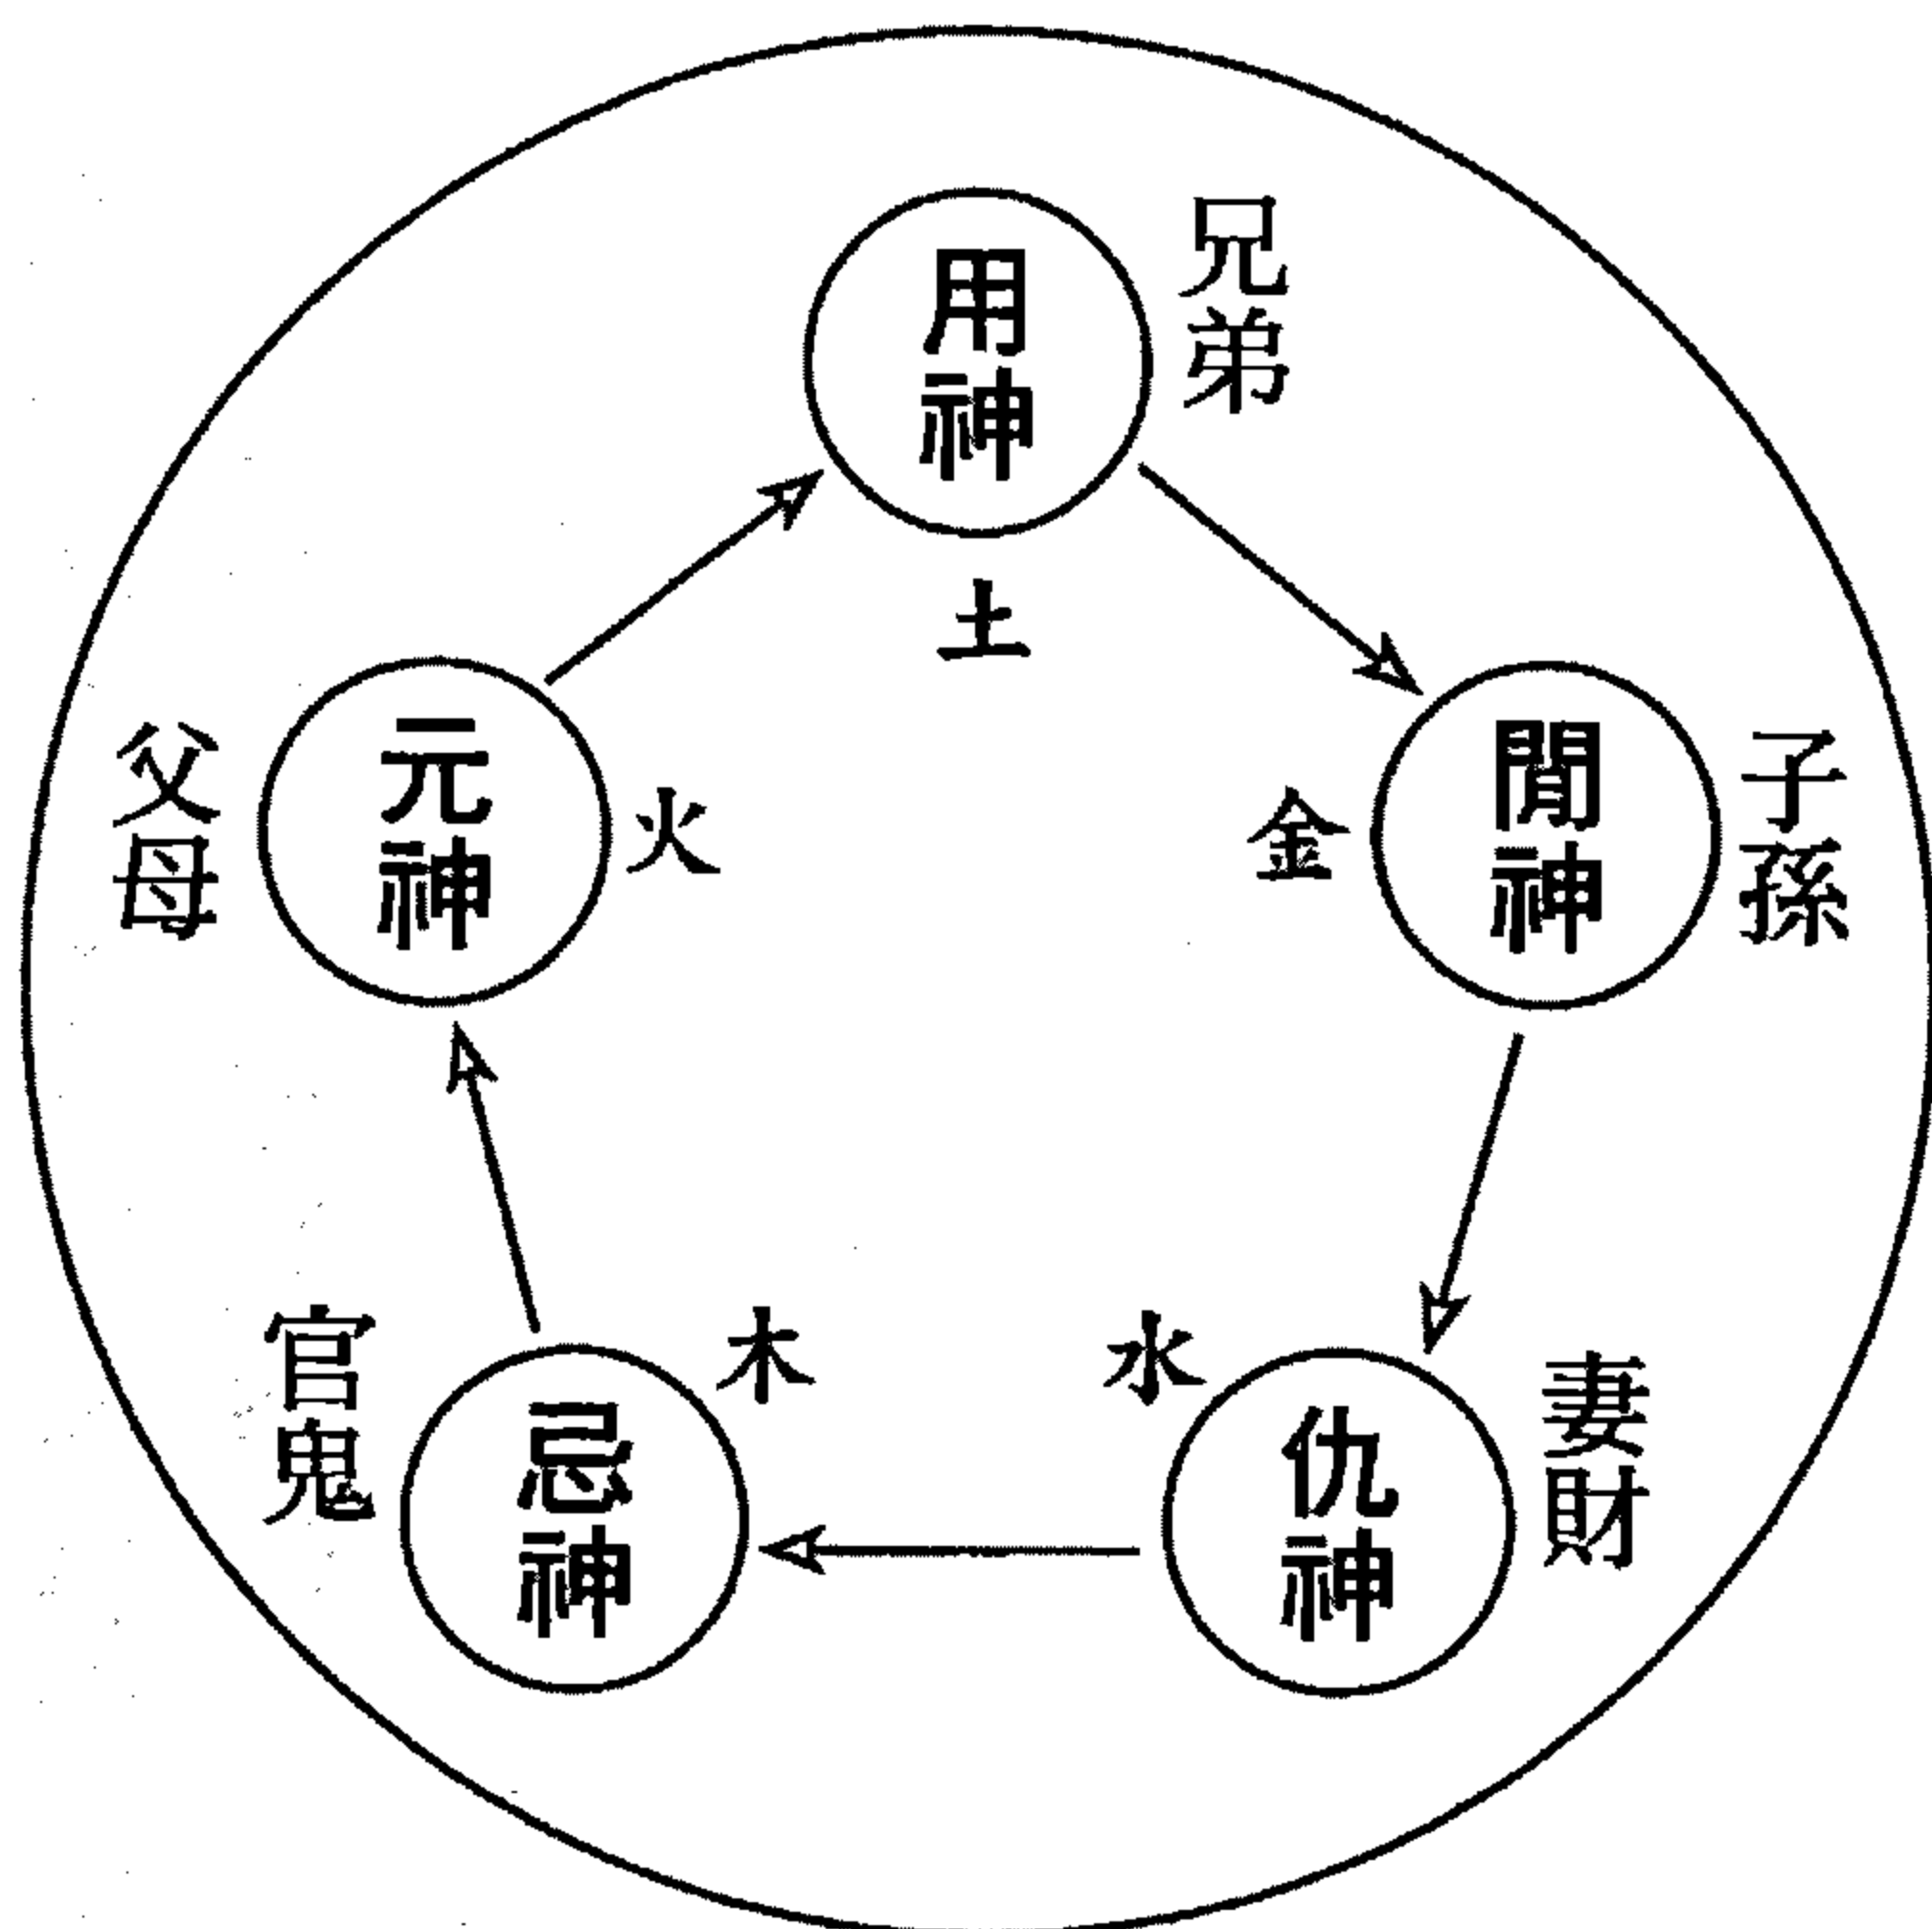 兄弟
用神
土
父母
元神
火
金
閒神
子孫
官鬼
忌神
木
水
仇神
妻財